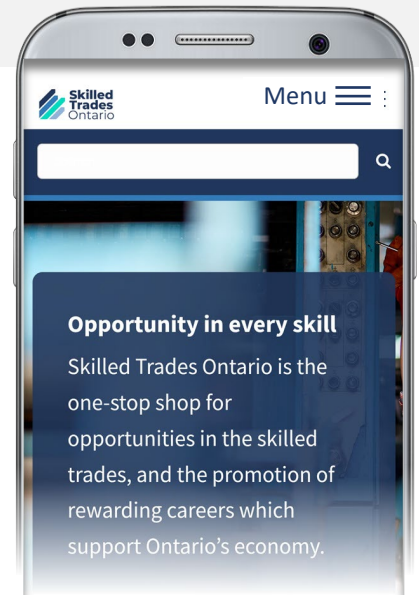 Skilled
Trades
Ontario
Menu
Opportunity in every skill
Skilled Trades Ontario is the
one-stop shop for
opportunities in the skilled
trades, and the promotion of
rewarding careers which
support Ontario's economy.